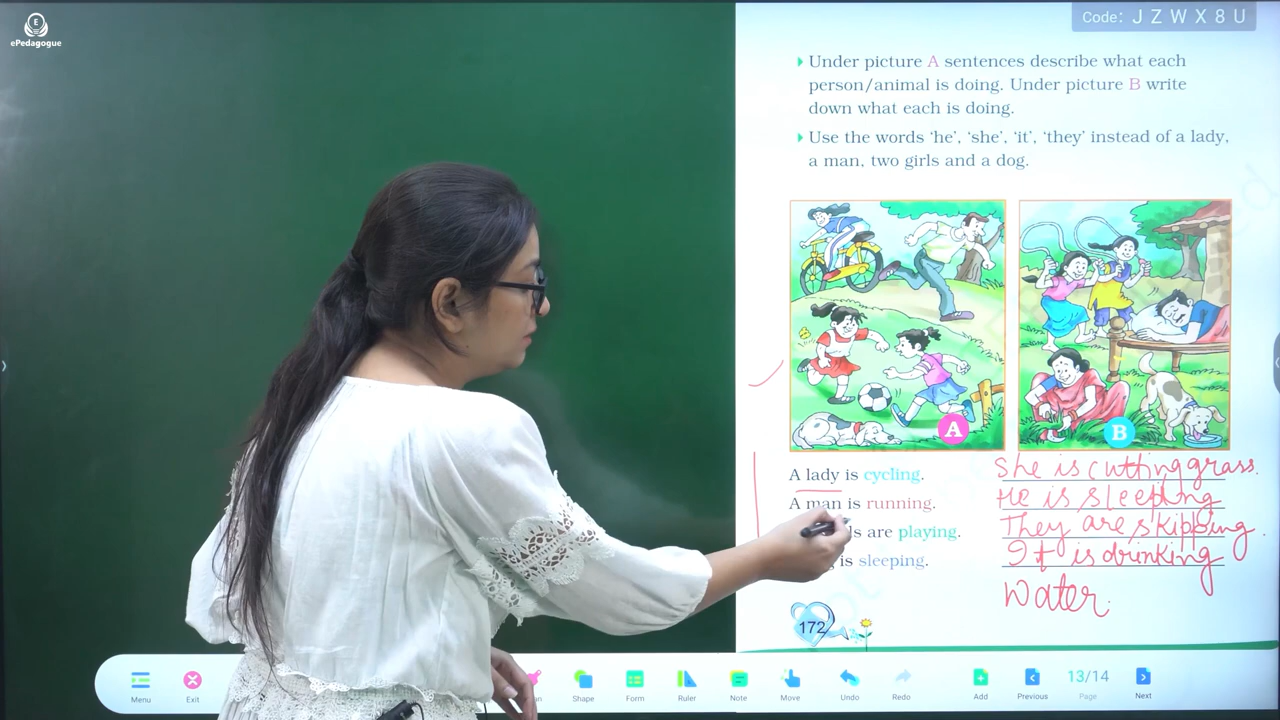 E
ePedagogue
Code: J Z W X 8 U
Under picture A sentences describe what each
person/animal is doing. Under picture B write
down what each is doing.
Use the words ‘he’, ‘she’, ‘it’, ‘they’ instead of a lady,
a man, two girls and a dog.
A
B
A lady is cycling.
A man is running.
ls are playing.
is sleeping.
She is cutting grass.
He is sleeping
They are skipping.
It is drinking
Water.
172
Menu
Exit
Shape
Form
Ruler
Note
Move
Undo
Redo
Add
Previous
13/14
Page
Next